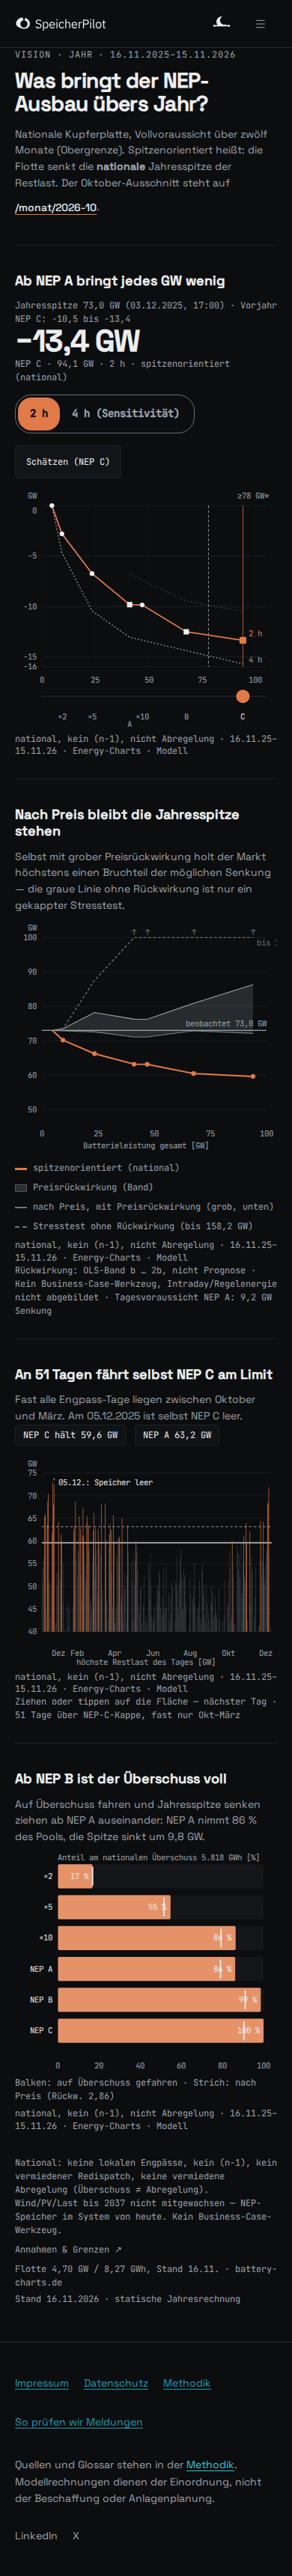 SpeicherPilot
VISION · JAHR · 16.11.2025–15.11.2026
Was bringt der NEP-
Ausbau übers Jahr?
Nationale Kupferplatte, Vollvoraussicht über zwölf
Monate (Obergrenze). Spitzenorientiert heißt: die
Flotte senkt die nationale Jahresspitze der
Restlast. Der Oktober-Ausschnitt steht auf
/monat/2026-10.
Ab NEP A bringt jedes GW wenig
Jahresspitze 73,0 GW (03.12.2025, 17:00) · Vorjahr
NEP C: -10,5 bis -13,4
−13,4 GW
NEP C · 94,1 GW · 2 h · spitzenorientiert
(national)
2 h
4 h (Sensitivität)
Schätzen (NEP C)
GW
≥78 GW*
0
-5
-10
-15
-16
2 h
4 h
0 25 50 75 100
×2 ×5 ×10 B C
A
national, kein (n-1), nicht Abregelung · 16.11.25–
15.11.26 · Energy-Charts · Modell
Nach Preis bleibt die Jahresspitze
stehen
Selbst mit grober Preisrückwirkung holt der Markt
höchstens einen Bruchteil der möglichen Senkung
— die graue Linie ohne Rückwirkung ist nur ein
gekappter Stresstest.
GW
100
↑ ↑ ↑ ↑
bis
90
80
beobachtet 73,0 GW
70
60
50
0 25 50 75 100
Batterieleistung gesamt [GW]
spitzenorientiert (national)
Preisrückwirkung (Band)
nach Preis, mit Preisrückwirkung (grob, unten)
Stresstest ohne Rückwirkung (bis 158,2 GW)
national, kein (n-1), nicht Abregelung · 16.11.25–
15.11.26 · Energy-Charts · Modell
Rückwirkung: OLS-Band b … 2b, nicht Prognose ·
Kein Business-Case-Werkzeug, Intraday/Regelenergie
nicht abgebildet · Tagesvoraussicht NEP A: 9,2 GW
Senkung
An 51 Tagen fährt selbst NEP C am Limit
Fast alle Engpass-Tage liegen zwischen Oktober
und März. Am 05.12.2025 ist selbst NEP C leer.
NEP C hält 59,6 GW
NEP A 63,2 GW
GW
75
05.12.: Speicher leer
70
65
60
55
50
45
40
Dez Feb Apr Jun Aug Okt Dez
höchste Restlast des Tages [GW]
national, kein (n-1), nicht Abregelung · 16.11.25–
15.11.26 · Energy-Charts · Modell
Ziehen oder tippen auf die Fläche — nächster Tag ·
51 Tage über NEP-C-Kappe, fast nur Okt–März
Ab NEP B ist der Überschuss voll
Auf Überschuss fahren und Jahresspitze senken
ziehen ab NEP A auseinander: NEP A nimmt 86 %
des Pools, die Spitze sinkt um 9,8 GW.
Anteil am nationalen Überschuss 5.818 GWh [%]
×2 17 %
×5 55 %
×10 86 %
NEP A 86 %
NEP B 99 %
NEP C 100 %
0 20 40 60 80 100
Balken: auf Überschuss gefahren · Strich: nach
Preis (Rückw. 2,86)
national, kein (n-1), nicht Abregelung · 16.11.25–
15.11.26 · Energy-Charts · Modell
National: keine lokalen Engpässe, kein (n-1), kein
vermiedener Redispatch, keine vermiedene
Abregelung (Überschuss ≠ Abregelung).
Wind/PV/Last bis 2037 nicht mitgewachsen — NEP-
Speicher im System von heute. Kein Business-Case-
Werkzeug.
Annahmen & Grenzen ↗
Flotte 4,70 GW / 8,27 GWh, Stand 16.11. · battery-
charts.de
Stand 16.11.2026 · statische Jahresrechnung
Impressum Datenschutz Methodik
So prüfen wir Meldungen
Quellen und Glossar stehen in der Methodik.
Modellrechnungen dienen der Einordnung, nicht
der Beschaffung oder Anlagenplanung.
LinkedIn X